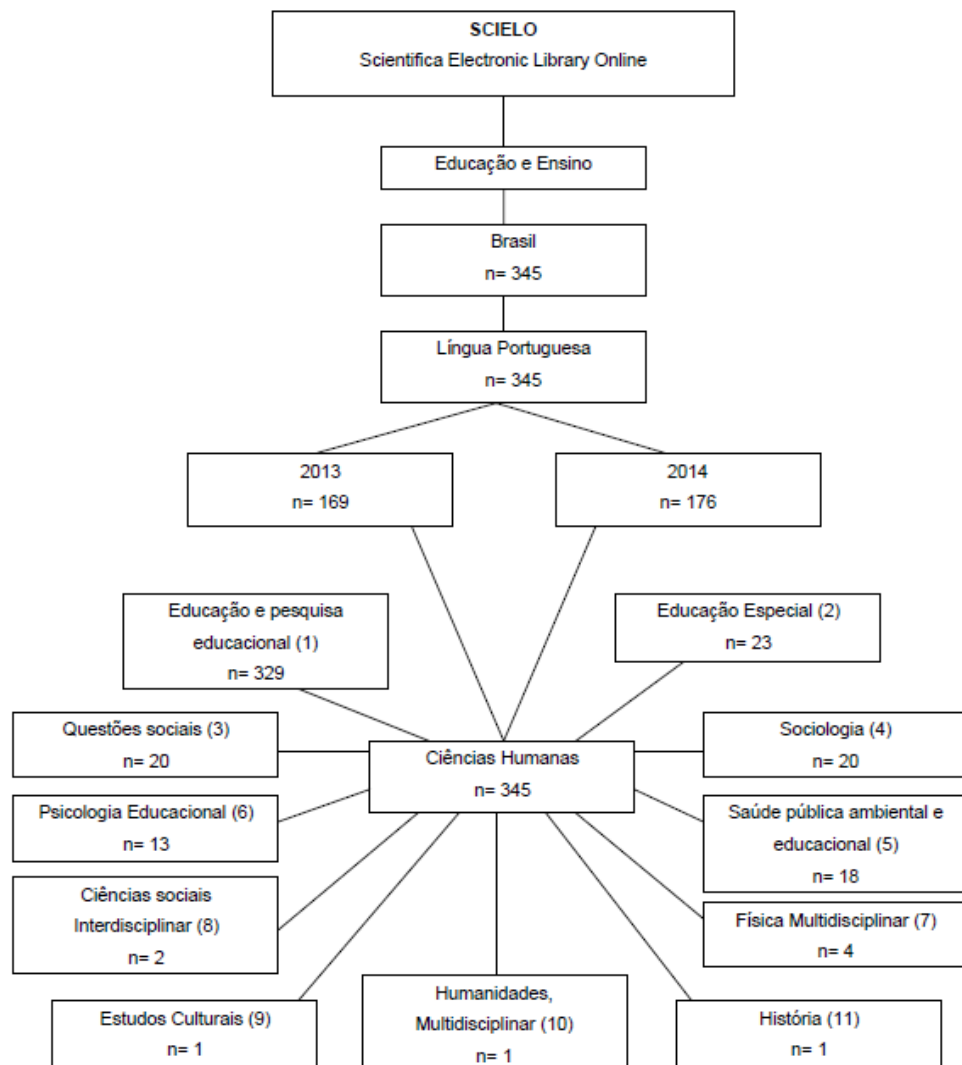 SCIELO
Scientifica Electronic Library Online
Educação e Ensino
Brasil
n= 345
Língua Portuguesa
n= 345
2013
n= 169
2014
n= 176
Educação e pesquisa
educacional (1)
n= 329
Educação Especial (2)
n= 23
Questões sociais (3)
n= 20
Ciências Humanas
n= 345
Sociologia (4)
n= 20
Psicologia Educacional (6)
n= 13
Saúde pública ambiental e
educacional (5)
n= 18
Ciências sociais
Interdisciplinar (8)
n= 2
Física Multidisciplinar (7)
n= 4
Estudos Culturais (9)
n= 1
Humanidades,
Multidisciplinar (10)
n= 1
História (11)
n= 1